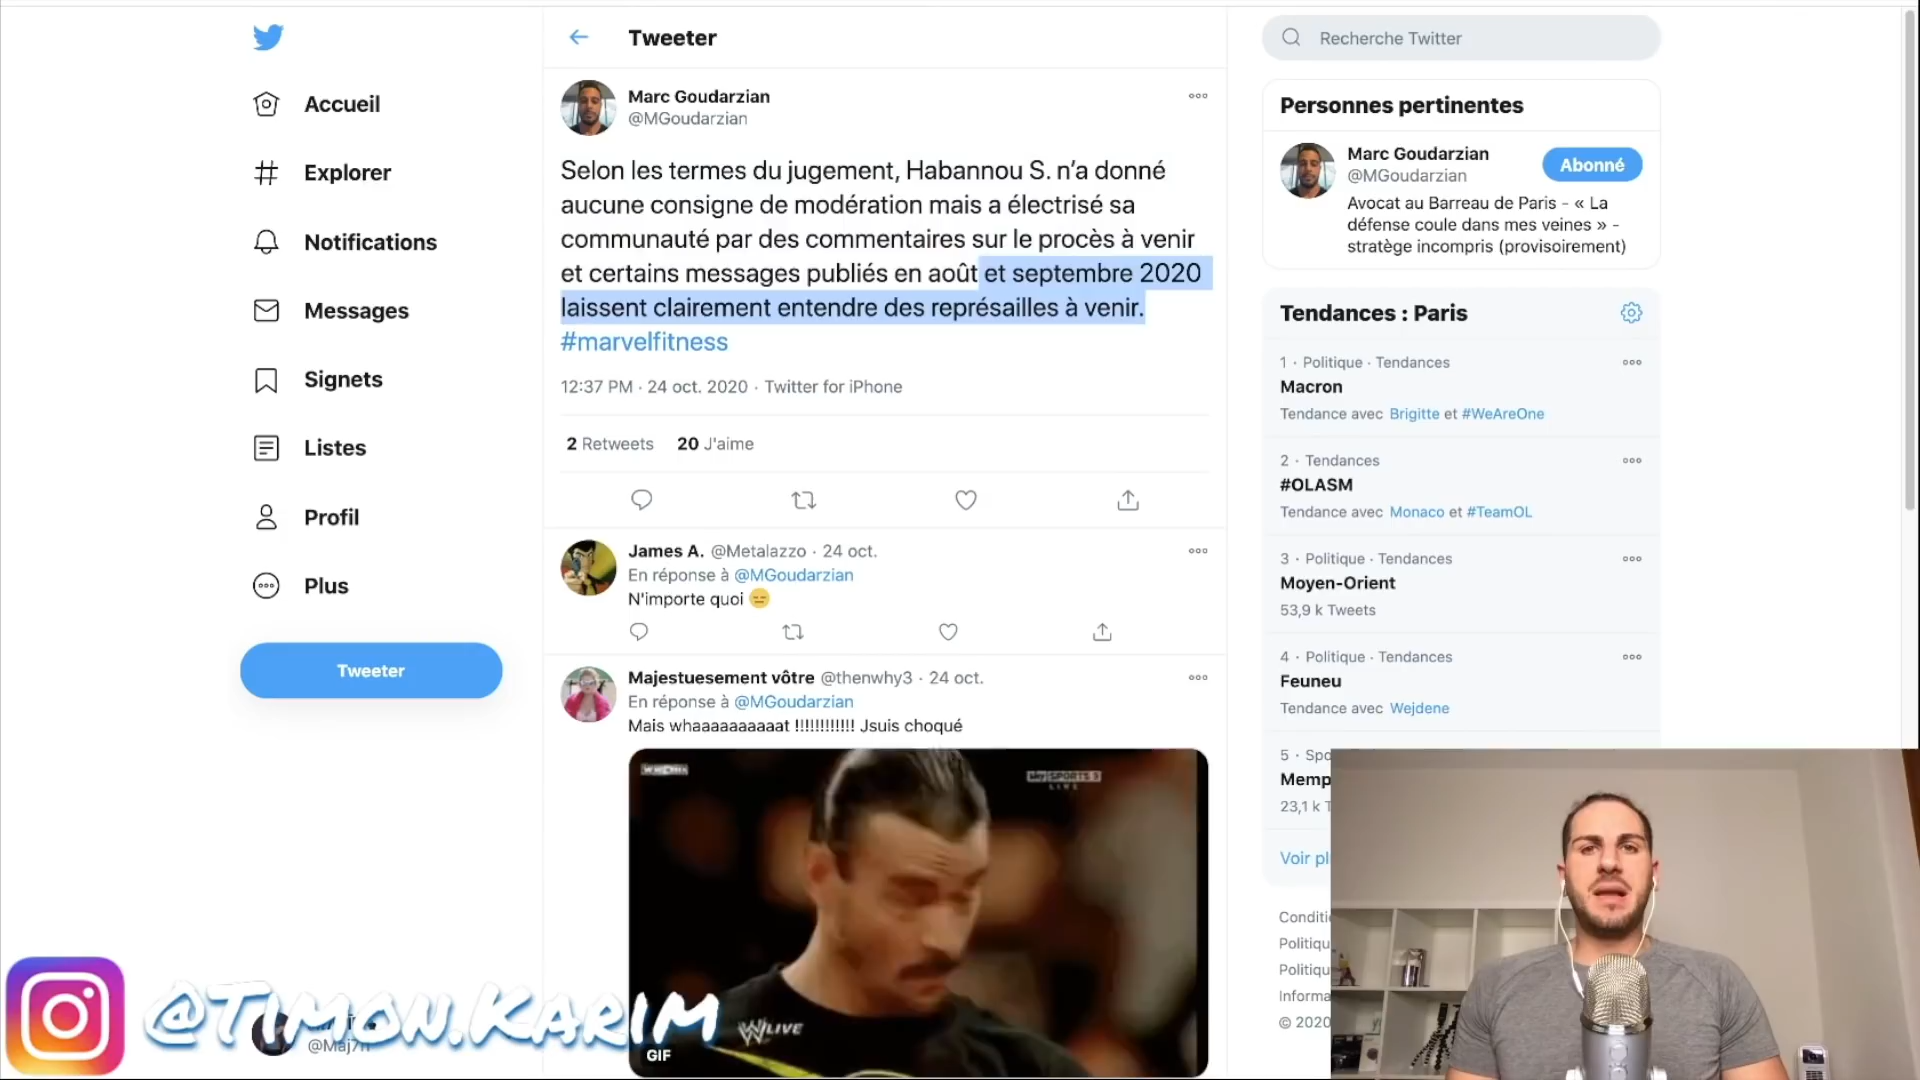 Accueil
Explorer
Notifications
Messages
Signets
Listes
Profil
Plus
Tweeter
Tweeter
Marc Goudarzian
@MGoudarzian
Selon les termes du jugement, Habannou S. n’a donné
aucune consigne de modération mais a électrisé sa
communauté par des commentaires sur le procès à venir
et certains messages publiés en août et septembre 2020
laissent clairement entendre des représailles à venir.
#marvelfitness
12:37 PM · 24 oct. 2020 · Twitter for iPhone
2 Retweets 20 J'aime
James A. @Metalazzo · 24 oct.
En réponse à @MGoudarzian
N'importe quoi 😑
Majestuesement vôtre @thenwhy3 · 24 oct.
En réponse à @MGoudarzian
Mais whaaaaaaaaaat !!!!!!!!!!!! Jsuis choqué
sky SPORTS 3
LIVE
LIVE
GIF
@Timon.Karim
Recherche Twitter
Personnes pertinentes
Marc Goudarzian
@MGoudarzian
Abonné
Avocat au Barreau de Paris - « La
défense coule dans mes veines » -
stratège incompris (provisoirement)
Tendances : Paris
1 · Politique · Tendances
Macron
Tendance avec Brigitte et #WeAreOne
2 · Tendances
#OLASM
Tendance avec Monaco et #TeamOL
3 · Politique · Tendances
Moyen-Orient
53,9 k Tweets
4 · Politique · Tendances
Feuneu
Tendance avec Wejdene
5 · Spo
Memp
23,1 k T
Voir pl
Conditi
Politiqu
Politiqu
Informa
© 2020